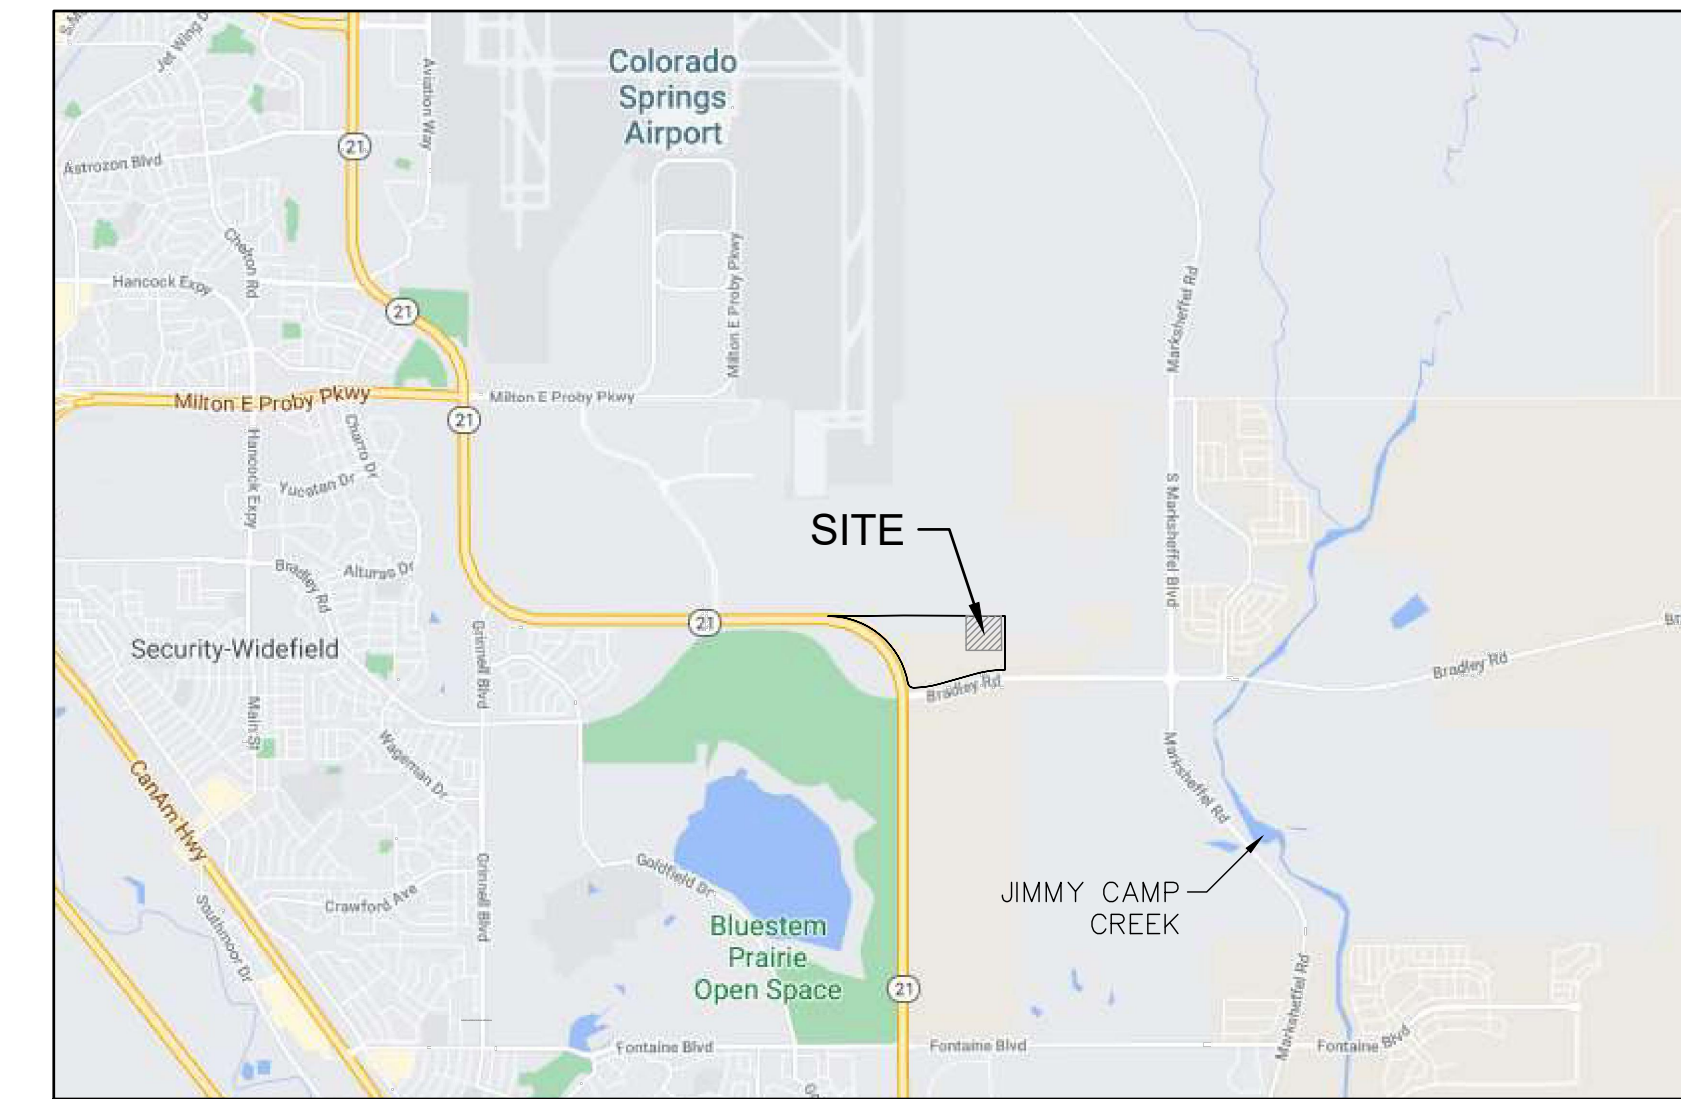 Jet Wing D
Aviation Way
Colorado
Springs
Airport
21
Astrozon Blvd
Chelton Rd
Hancock Expy
21
Milton E Proby Pkwy
Marksheffel Rd
Milton E Proby Pkwy
Milton E Proby Pkwy
21
Charro Dr
Hancock Expy
Yucatan Dr
S Marksheffel Blvd
SITE
Bradley Rd
Alturas Dr
21
Security-Widefield
Grinnell Blvd
Bradley Rd
Bradley Rd
Br
Main St
Wageman Dr
Marksheffel Rd
CanAm Hwy
Goldfield Dr
Crawford Ave
Grinnell Blvd
JIMMY CAMP
CREEK
Southmoor Dr
Bluestem
Prairie
Open Space
21
Marksheffel Rd
Fontaine Blvd
Fontaine Blvd
Fontaine Blvd